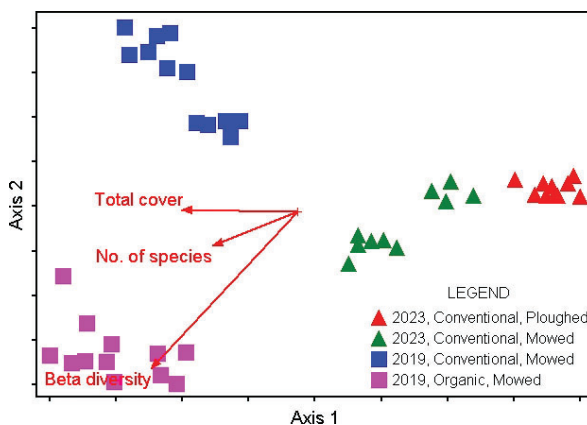 Axis 2
Total cover
No. of species
Beta diversity
LEGEND
2023, Conventional, Ploughed
2023, Conventional, Mowed
2019, Conventional, Mowed
2019, Organic, Mowed
Axis 1